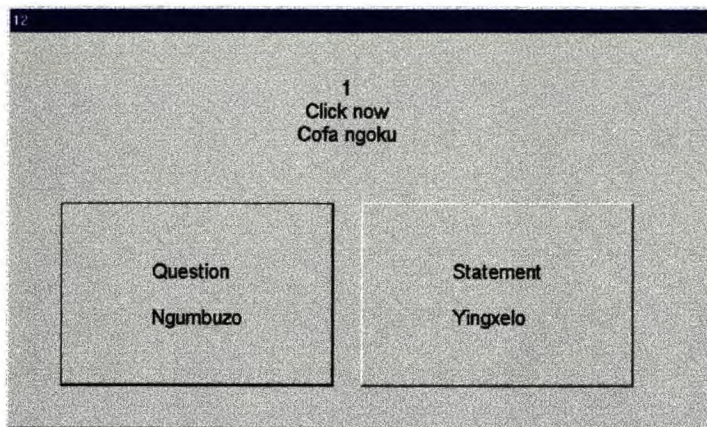 12
1
Click now
Cofa ngoku
Question
Ngumbuzo
Statement
Yingxelo